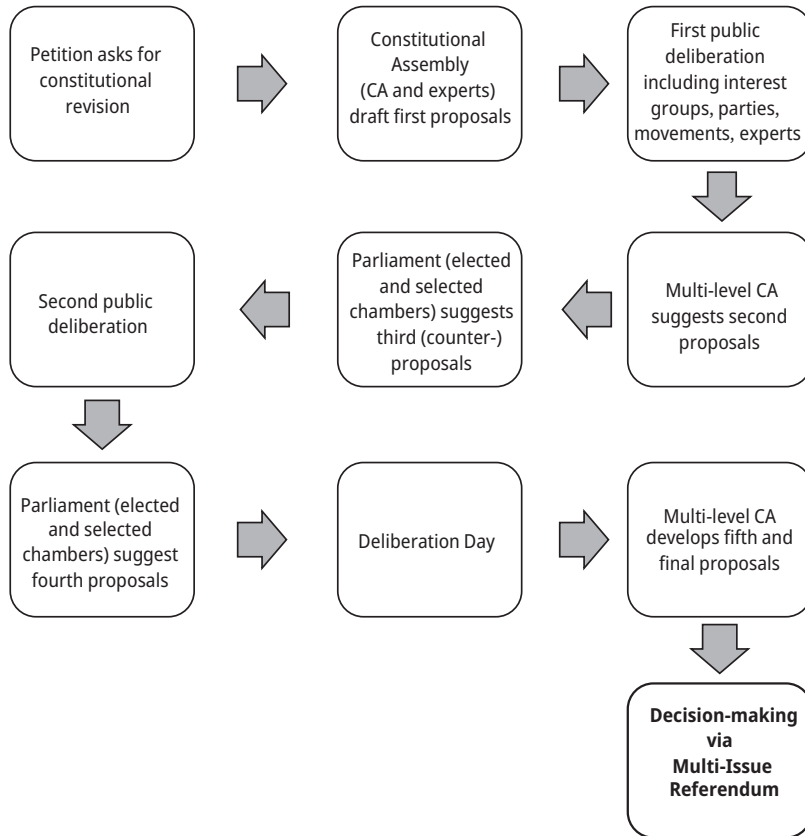 Petition asks for
constitutional
revision
Constitutional
Assembly
(CA and experts)
draft first proposals
First public
deliberation
including interest
groups, parties,
movements, experts
Multi-level CA
suggests second
proposals
Parliament (elected
and selected
chambers) suggests
third (counter-)
proposals
Second public
deliberation
Parliament (elected
and selected
chambers) suggest
fourth proposals
Deliberation Day
Multi-level CA
develops fifth and
final proposals
Decision-making
via
Multi-Issue
Referendum